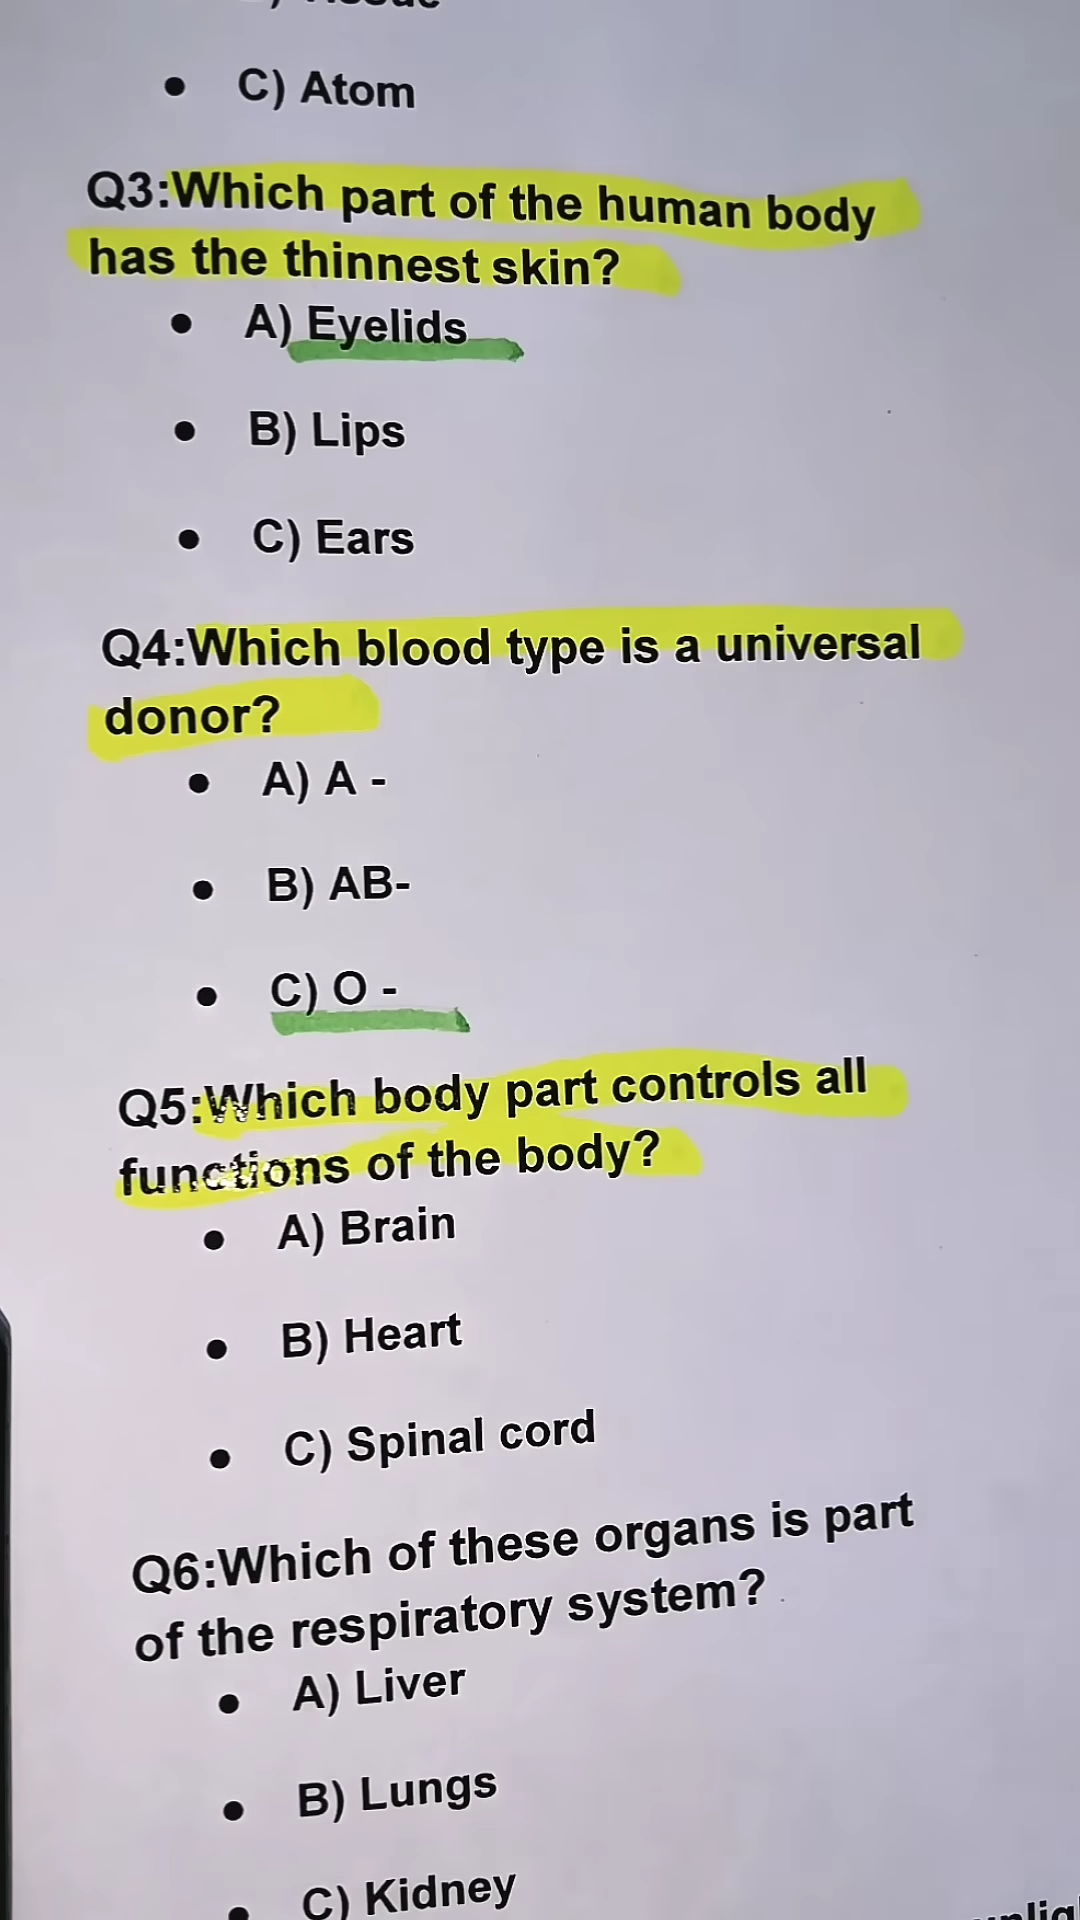 • C) Atom
Q3:Which part of the human body
has the thinnest skin?
• A) Eyelids
• B) Lips
• C) Ears
Q4:Which blood type is a universal
donor?
• A) A -
• B) AB-
• C) O -
Q5:Which body part controls all
functions of the body?
• A) Brain
• B) Heart
• C) Spinal cord
Q6:Which of these organs is part
of the respiratory system?
• A) Liver
• B) Lungs
• C) Kidney